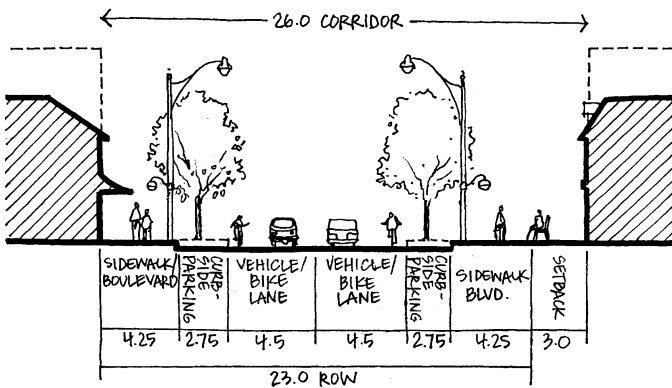 26.0 CORRIDOR
SIDEWALK/
BOULEVARD
CURB-
SIDE
PARKING
VEHICLE/
BIKE
LANE
VEHICLE/
BIKE
LANE
CURB-
SIDE
PARKING
SIDEWALK
BLVD.
SETBACK
4.25 2.75 4.5 4.5 2.75 4.25 3.0
23.0 ROW